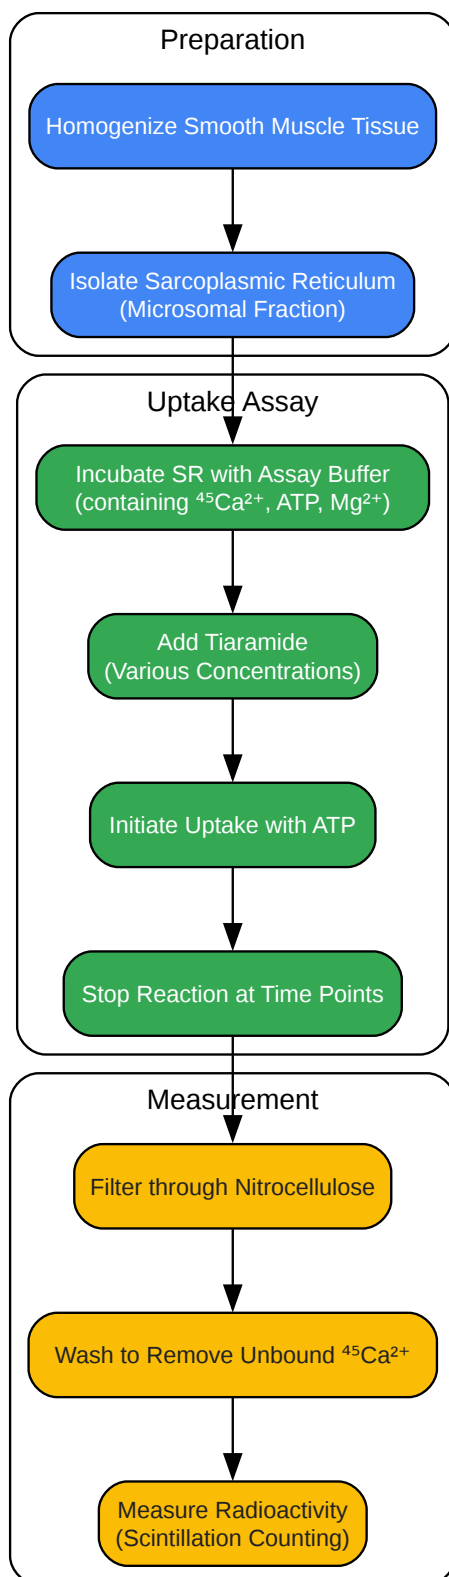 Preparation
Homogenize Smooth Muscle Tissue
Isolate Sarcoplasmic Reticulum
(Microsomal Fraction)
Uptake Assay
Incubate SR with Assay Buffer
(containing ⁴⁵Ca²⁺, ATP, Mg²⁺)
Add Tiaramide
(Various Concentrations)
Initiate Uptake with ATP
Stop Reaction at Time Points
Measurement
Filter through Nitrocellulose
Wash to Remove Unbound ⁴⁵Ca²⁺
Measure Radioactivity
(Scintillation Counting)